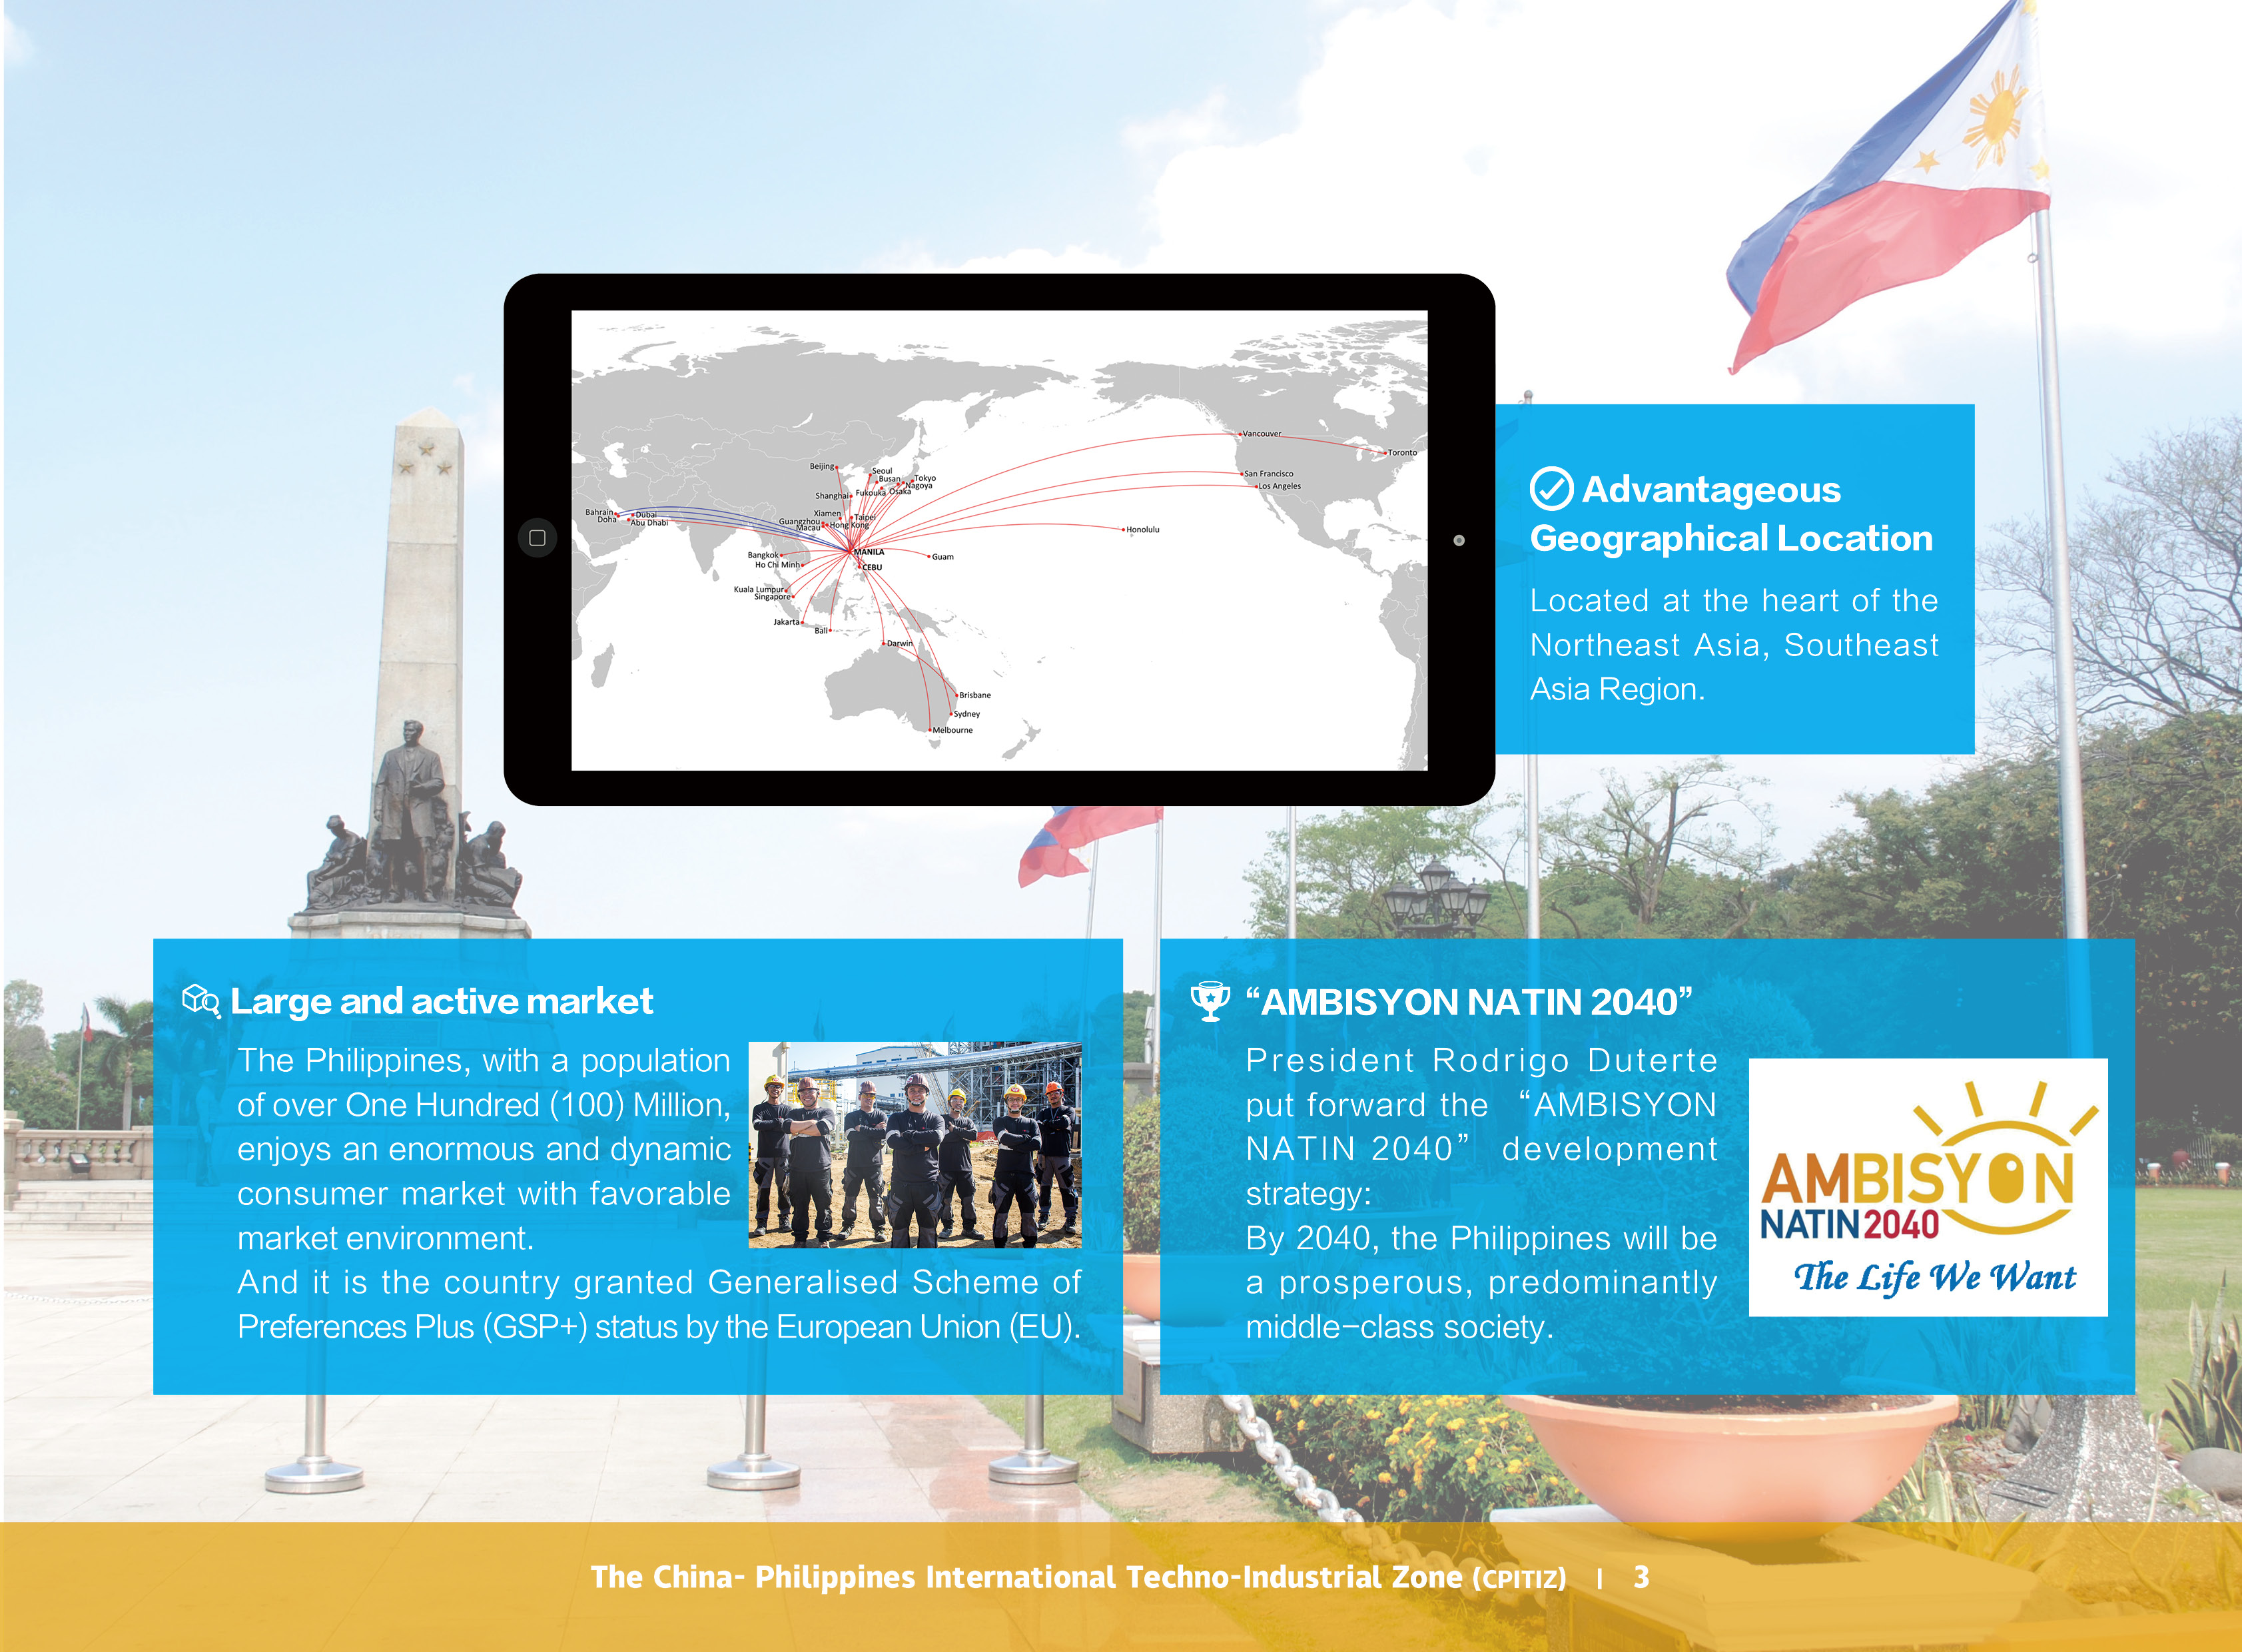 Vancouver
Toronto
San Francisco
Los Angeles
Honolulu
Beijing
Seoul
Busan
Tokyo
Nagoya
Shanghai
Fukouka
Osaka
Bahrain
Doha
Dubai
Abu Dhabi
Xiamen
Taipei
Guangzhou
Macau
Hong Kong
MANILA
Bangkok
Guam
Ho Chi Minh
CEBU
Kuala Lumpur
Singapore
Jakarta
Bali
Darwin
Brisbane
Sydney
Melbourne
Advantageous
Geographical Location
Located at the heart of the
Northeast Asia, Southeast
Asia Region.
Large and active market
The Philippines, with a population
of over One Hundred (100) Million,
enjoys an enormous and dynamic
consumer market with favorable
market environment.
And it is the country granted Generalised Scheme of
Preferences Plus (GSP+) status by the European Union (EU).
“AMBISYON NATIN 2040”
President Rodrigo Duterte
put forward the “AMBISYON
NATIN 2040” development
strategy:
By 2040, the Philippines will be
a prosperous, predominantly
middle-class society.
AMBISYON
NATIN 2040
The Life We Want
The China- Philippines International Techno-Industrial Zone (CPITIZ) | 3